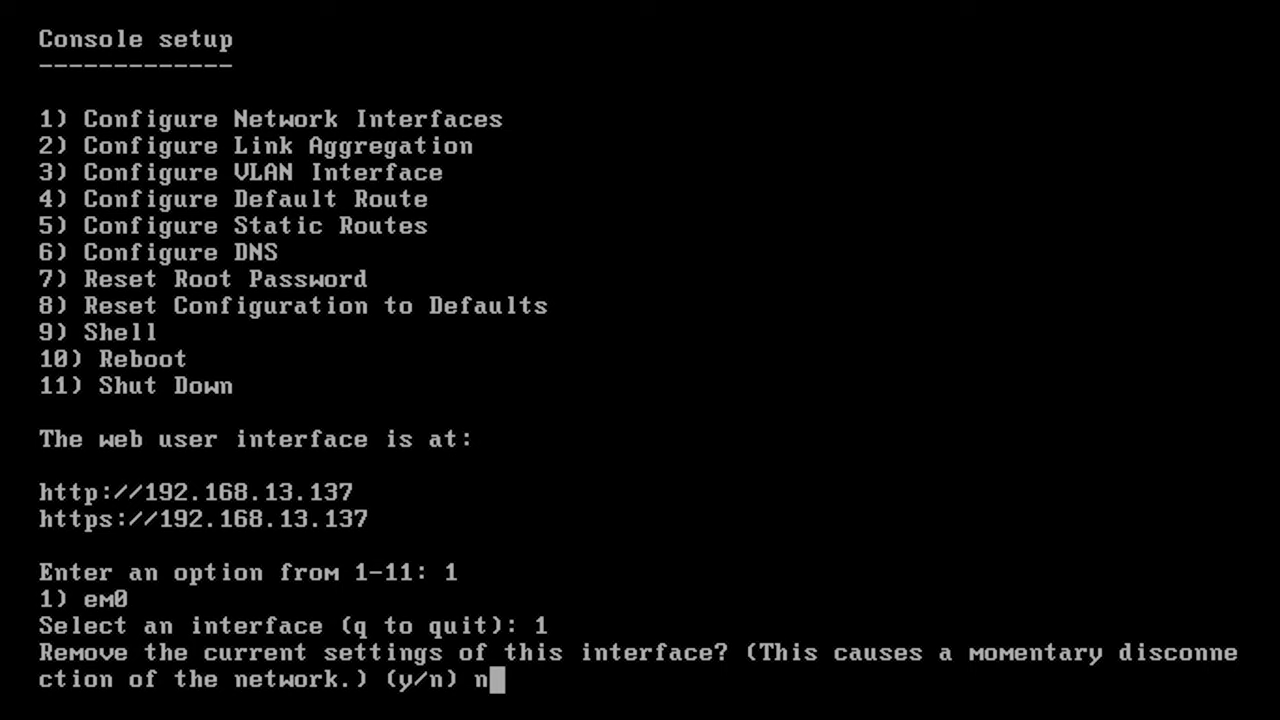 Console setup
-------------
1) Configure Network Interfaces
2) Configure Link Aggregation
3) Configure VLAN Interface
4) Configure Default Route
5) Configure Static Routes
6) Configure DNS
7) Reset Root Password
8) Reset Configuration to Defaults
9) Shell
10) Reboot
11) Shut Down
The web user interface is at:
http://192.168.13.137
https://192.168.13.137
Enter an option from 1-11: 1
1) em0
Select an interface (q to quit): 1
Remove the current settings of this interface? (This causes a momentary disconne
ction of the network.) (y/n) n